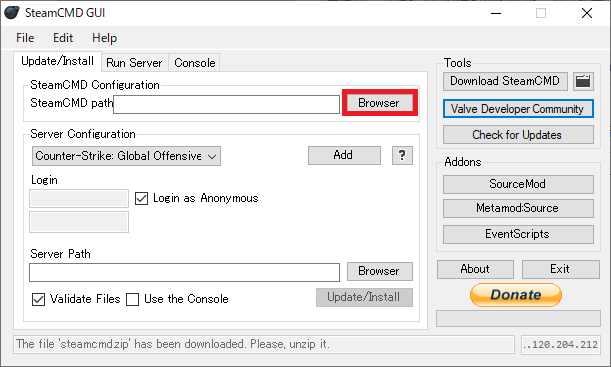 SteamCMD GUI
File Edit Help
Update/Install Run Server Console
SteamCMD Configuration
SteamCMD path Browser
Server Configuration
Counter-Strike: Global Offensive Add ?
Login
Login as Anonymous
Server Path
Browser
Validate Files Use the Console Update/Install
Tools
Download SteamCMD
Valve Developer Community
Check for Updates
Addons
SourceMod
Metamod:Source
EventScripts
About Exit
Donate
The file 'steamcmd.zip' has been downloaded. Please, unzip it.
.120.204.212